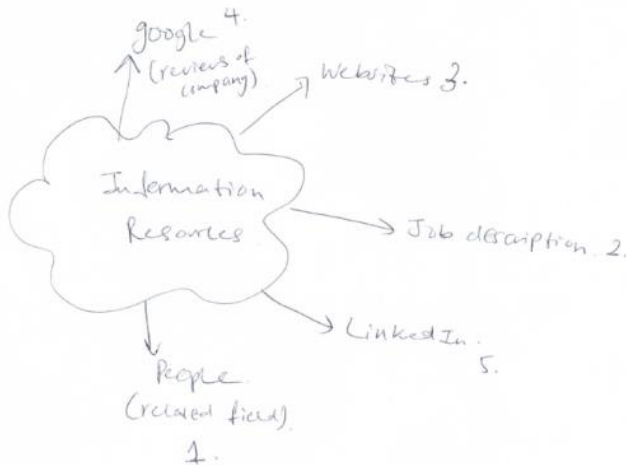 google 4.
(reviews of
company)
Websites 3.
Information
Resources
Job description. 2.
LinkedIn.
5.
People
(related field)
1.